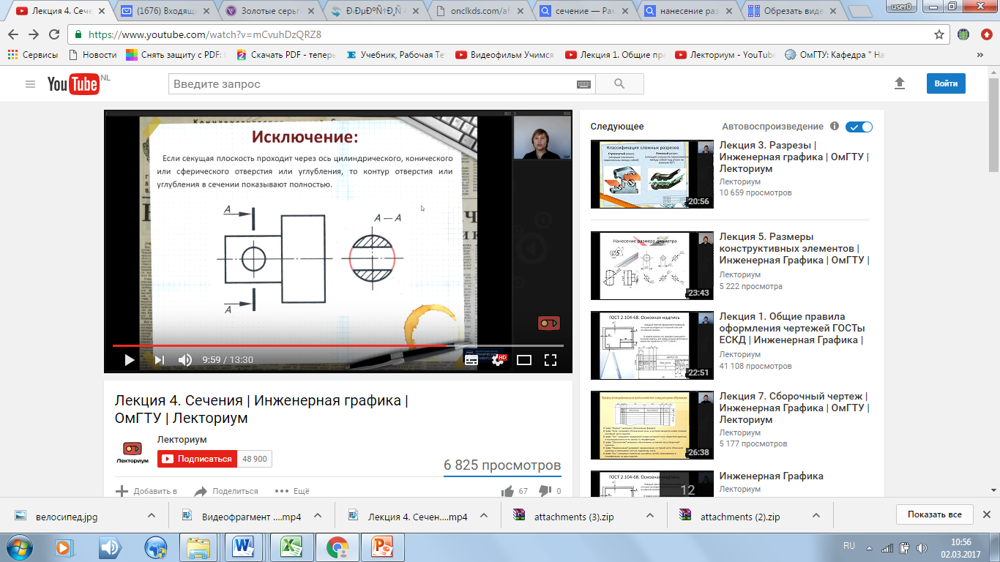 Лекция 4. Сече
(1676) Входящ
Золотые серьг
onclkds.com/af
сечение — Рам
нанесение раз
Обрезать виде
user0
https://www.youtube.com/watch?v=mCvuhDzQRZ8
Сервисы
Новости
Снять защиту с PDF:
Скачать PDF - теперь
Учебник, Рабочая Те
Видеофильм Учимся
Лекция 1. Общие пра
Лекториум - YouTube
ОмГТУ: Кафедра " На
»
YouTube NL
Введите запрос
Войти
Исключение:
Если секущая плоскость проходит через ось цилиндрического, конического
или сферического отверстия или углубления, то контур отверстия или
углубления в сечении показывают полностью.
А
А — А
А
HD
9:59 / 13:30
Следующее
Автовоспроизведение
Классификация сложных разрезов
20:56
Лекция 3. Разрезы |
Инженерная графика | ОмГТУ |
Лекториум
Лекториум
10 659 просмотров
Нанесение размера диаметра
23:43
Лекция 5. Размеры
конструктивных элементов |
Инженерная Графика | ОмГТУ |
Лекториум
5 222 просмотра
ГОСТ 2.104-68. Основная надпись
22:51
Лекция 1. Общие правила
оформления чертежей ГОСТы
ЕСКД | Инженерная Графика |
Лекториум
41 108 просмотров
26:38
Лекция 7. Сборочный чертеж |
Инженерная Графика | ОмГТУ |
Лекториум
Лекториум
5 177 просмотров
12
Инженерная Графика
Лекториум
Лекция 4. Сечения | Инженерная графика |
ОмГТУ | Лекториум
Лекториум
Лекториум
Подписаться
48 900
6 825 просмотров
Добавить в
Поделиться
Ещё
67
0
велосипед.jpg
Видеофрагмент ....mp4
Лекция 4. Сечен....mp4
attachments (3).zip
attachments (2).zip
Показать все
RU
10:56
02.03.2017